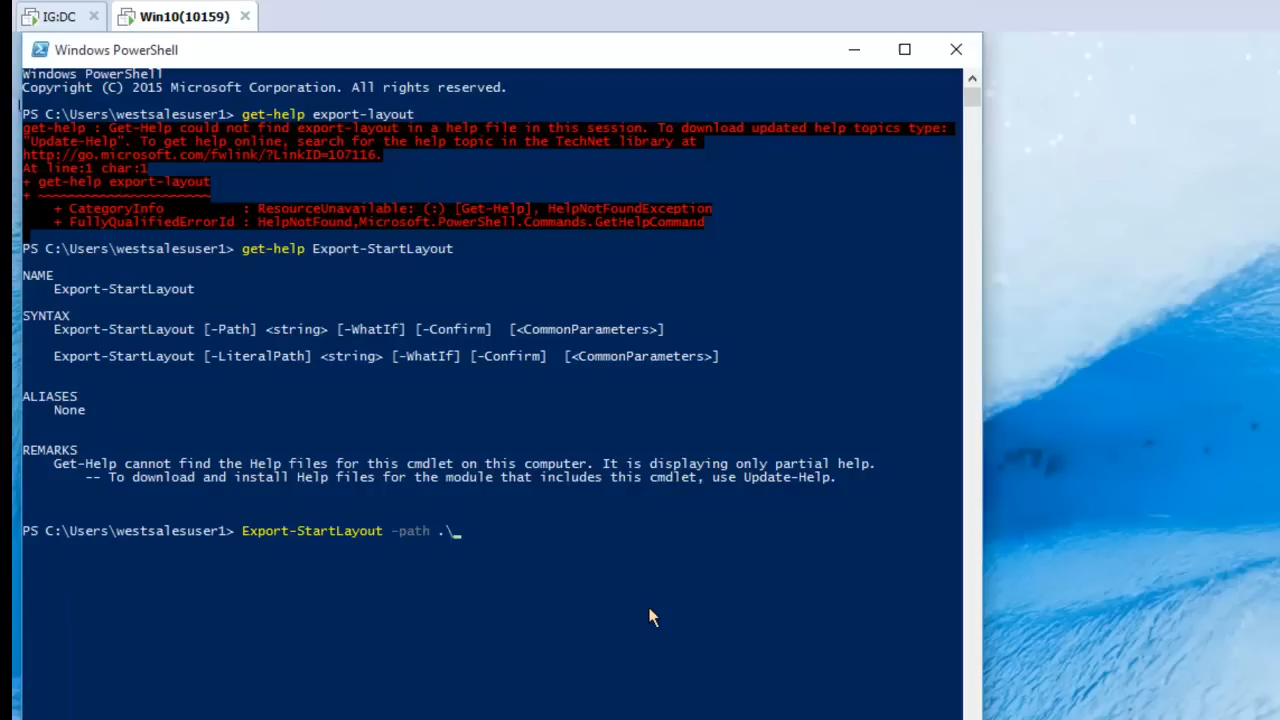 IG:DC
Win10(10159)
Windows PowerShell
Windows PowerShell
Copyright (C) 2015 Microsoft Corporation. All rights reserved.
PS C:\Users\westsalesuser1> get-help export-layout
get-help : Get-Help could not find export-layout in a help file in this session. To download updated help topics type:
"Update-Help". To get help online, search for the help topic in the TechNet library at
http://go.microsoft.com/fwlink/?LinkID=107116.
At line:1 char:1
+ get-help export-layout
+ ~~~~~~~~~~~~~~~~~~~~~~
+ CategoryInfo : ResourceUnavailable: (:) [Get-Help], HelpNotFoundException
+ FullyQualifiedErrorId : HelpNotFound,Microsoft.PowerShell.Commands.GetHelpCommand
PS C:\Users\westsalesuser1> get-help Export-StartLayout
NAME
Export-StartLayout
SYNTAX
Export-StartLayout [-Path] <string> [-WhatIf] [-Confirm] [<CommonParameters>]
Export-StartLayout [-LiteralPath] <string> [-WhatIf] [-Confirm] [<CommonParameters>]
ALIASES
None
REMARKS
Get-Help cannot find the Help files for this cmdlet on this computer. It is displaying only partial help.
-- To download and install Help files for the module that includes this cmdlet, use Update-Help.
PS C:\Users\westsalesuser1> Export-StartLayout -path .\_